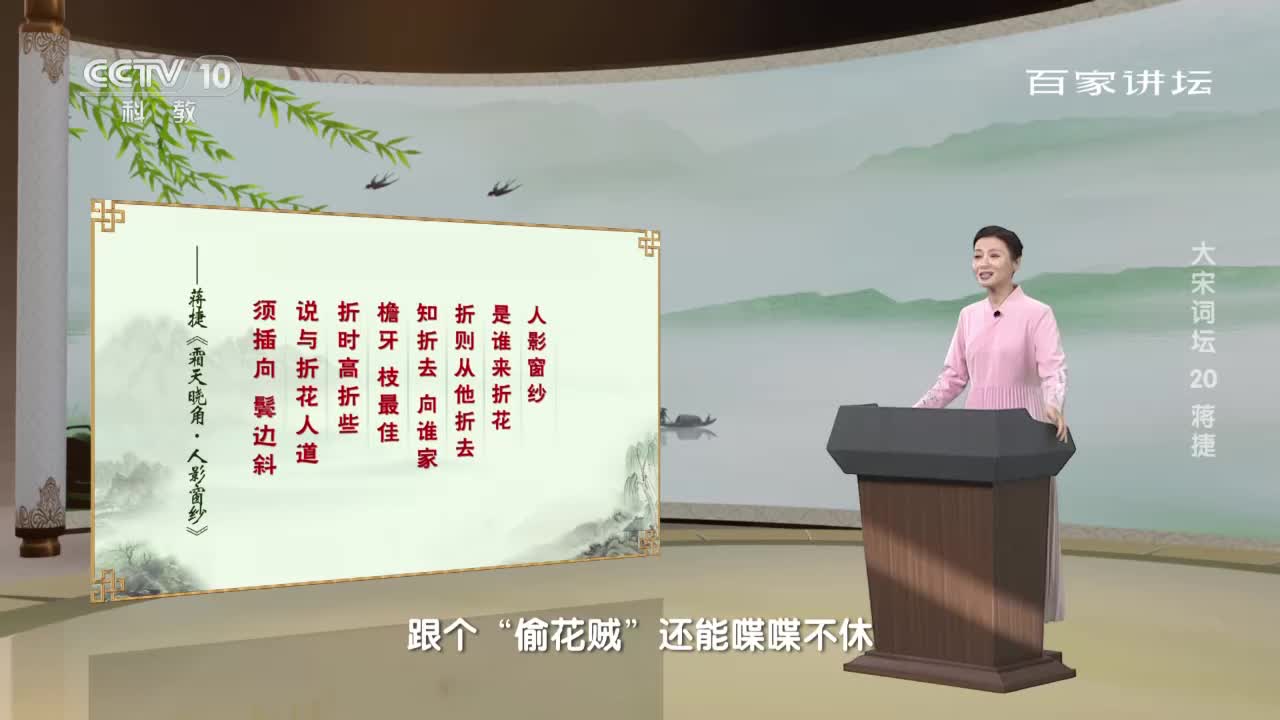 CCTV 10
科 教
百家讲坛
人影窗纱
是谁来折花
折则从他折去
知折去 向谁家
檐牙 枝最佳
折时高折些
说与折花人道
须插向 鬓边斜
——蒋捷《霜天晓角·人影窗纱》
大宋词坛 20 蒋捷
跟个“偷花贼”还能喋喋不休